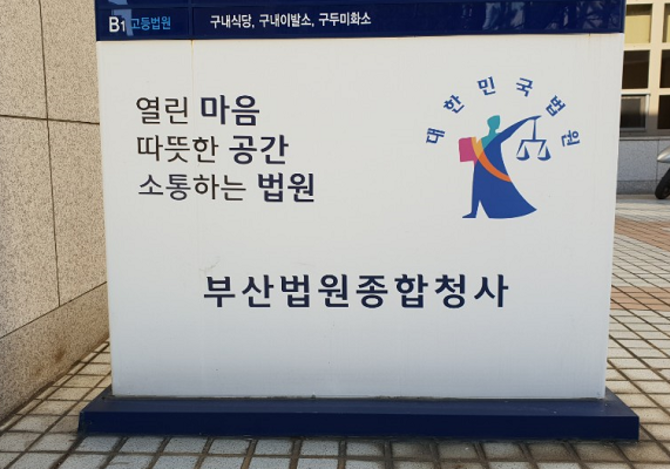 B1 고등법원 구내식당, 구내이발소, 구두미화소
열린 마음
따뜻한 공간
소통하는 법원
대한민국법원
부산법원종합청사